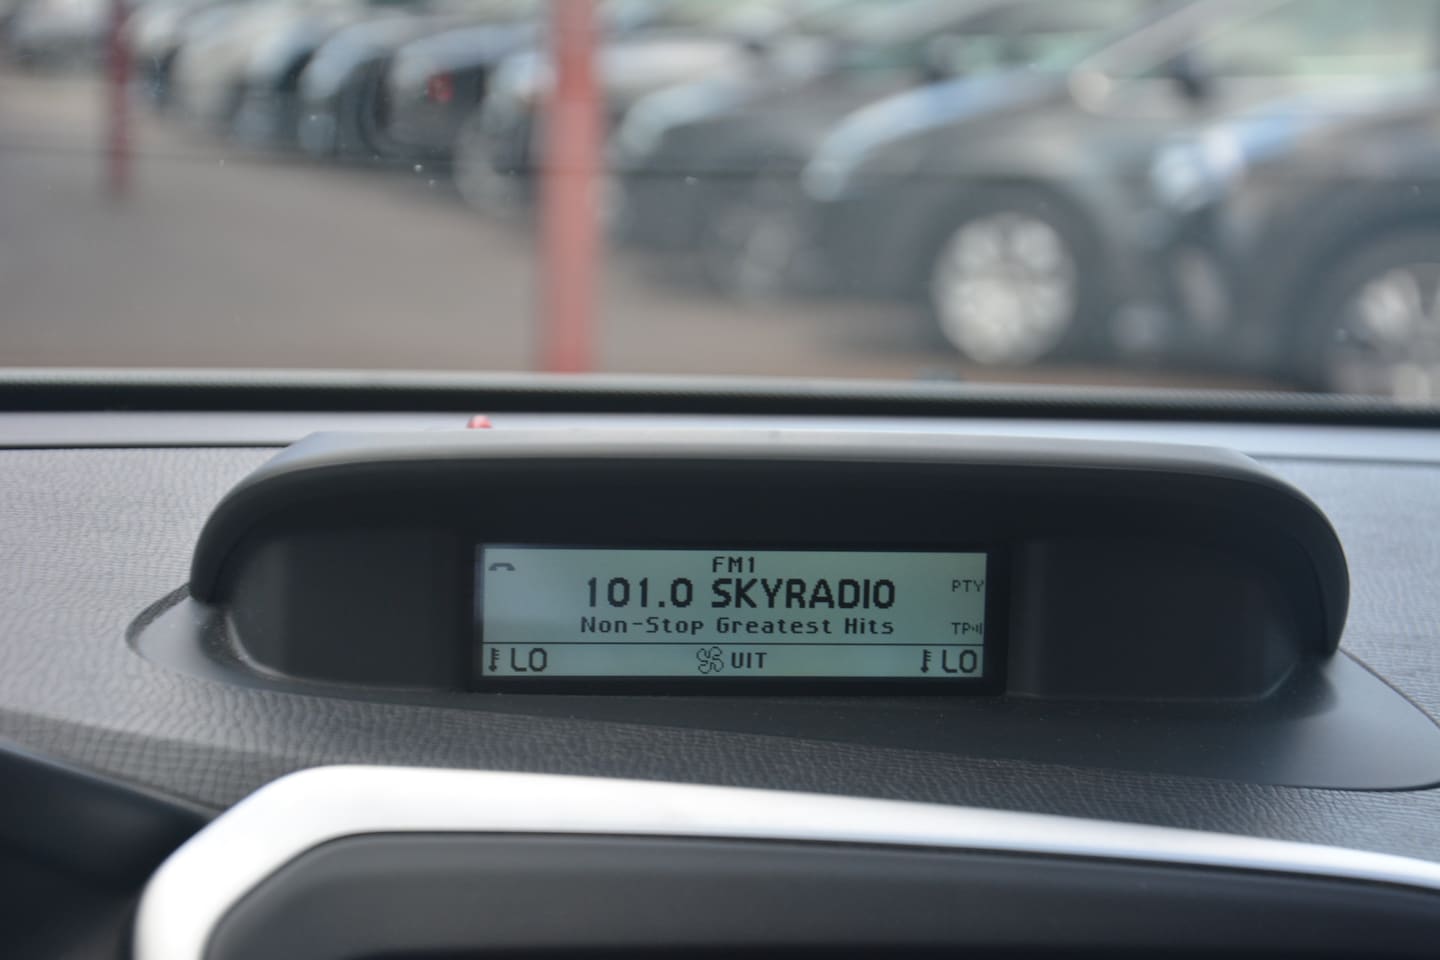 FM1
101.0 SKYRADIO
PTY
Non-Stop Greatest Hits
TP
LO UIT LO